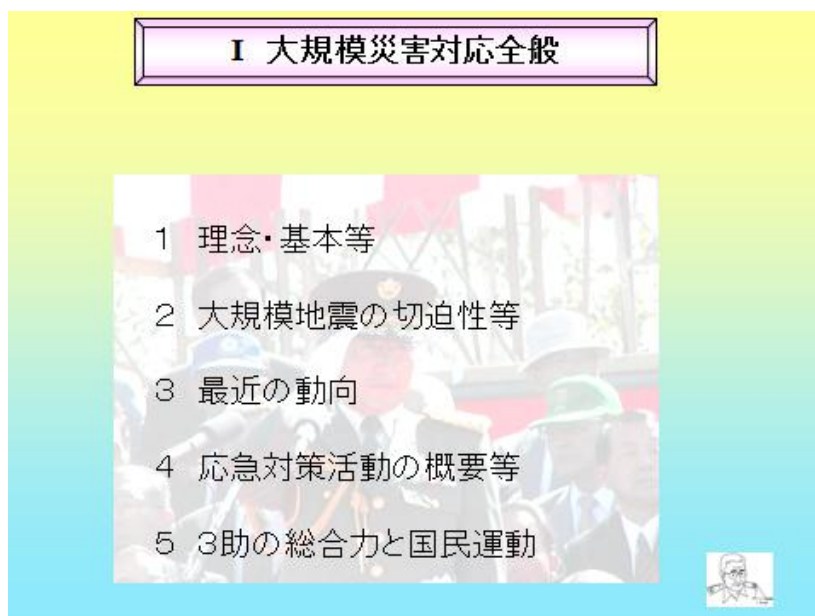 Ⅰ 大規模災害対応全般
１ 理念・基本等
２ 大規模地震の切迫性等
３ 最近の動向
４ 応急対策活動の概要等
５ ３助の総合力と国民運動